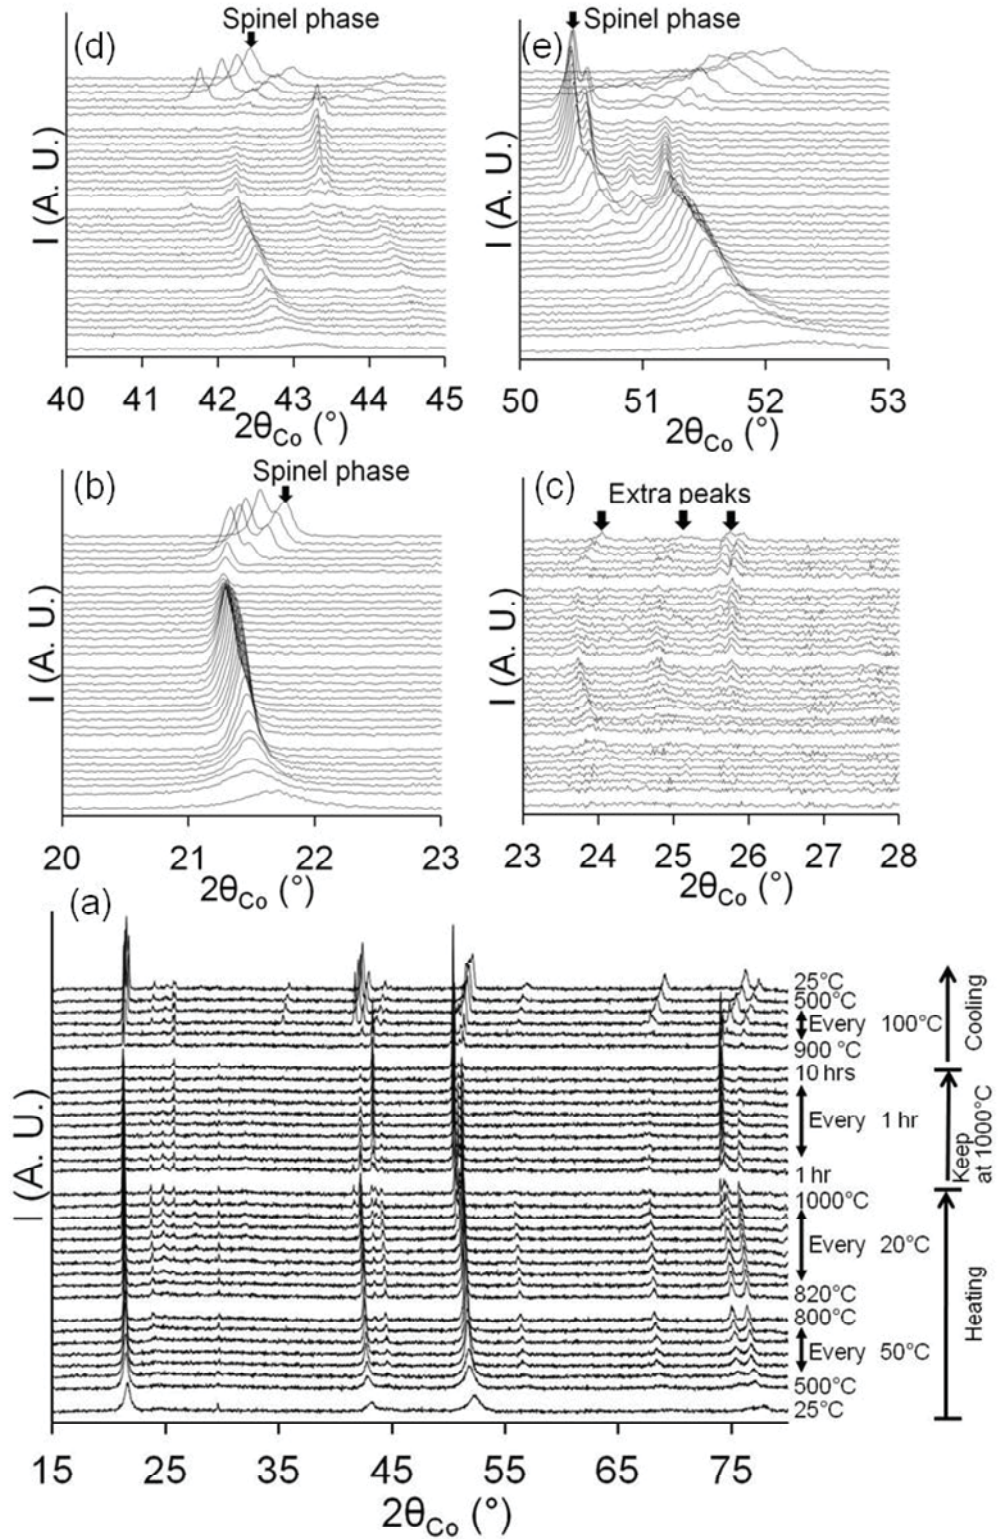 (d)
Spinel phase
I (A. U.)
40 41 42 43 44 45
2θCo (°)
(e)
Spinel phase
I (A. U.)
50 51 52 53
2θCo (°)
(b)
Spinel phase
I (A. U.)
20 21 22 23
2θCo (°)
(c)
Extra peaks
I (A. U.)
23 24 25 26 27 28
2θCo (°)
(a)
I (A. U.)
25°C
500°C
Every 100°C
900 °C
10 hrs
Every 1 hr
1 hr
1000°C
Every 20°C
820°C
800°C
Every 50°C
500°C
25°C
Cooling
Keep
at 1000°C
Heating
15 25 35 45 55 65 75
2θCo (°)